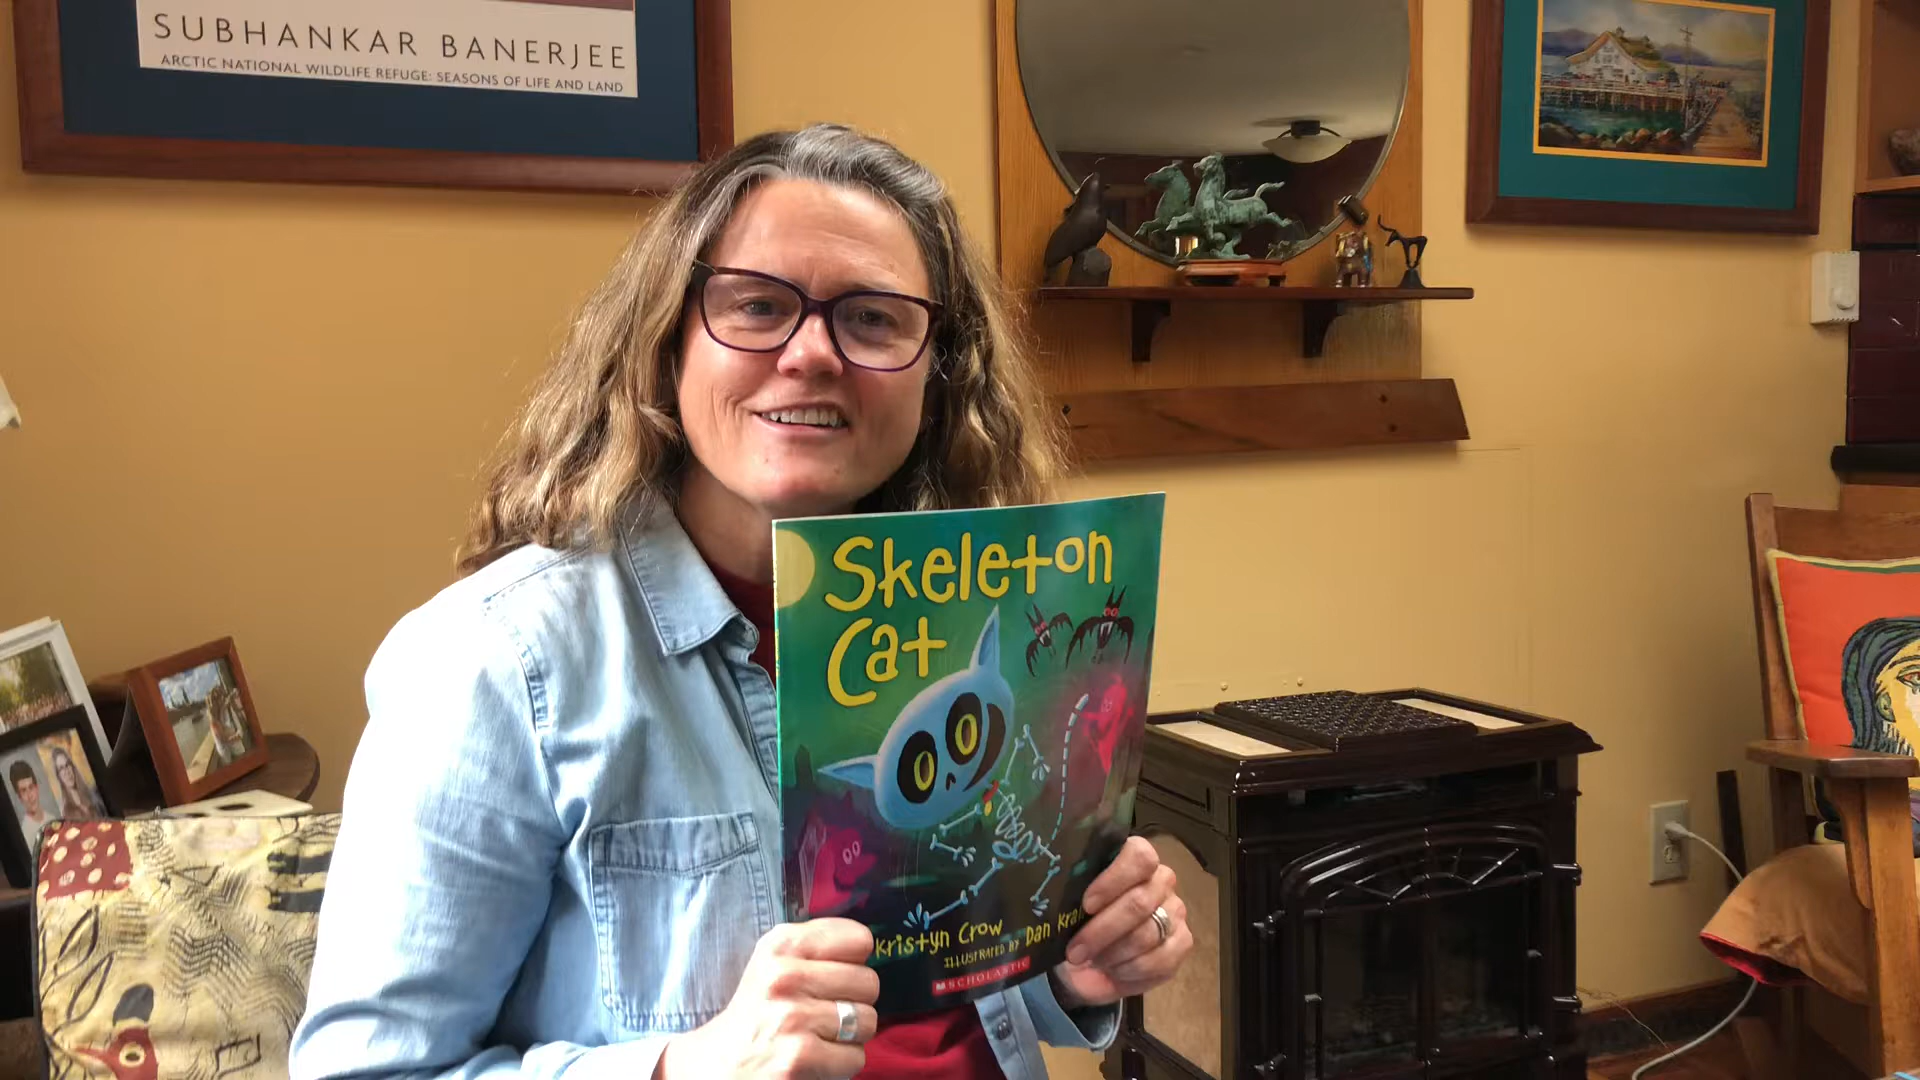 SUBHANKAR BANERJEE
ARCTIC NATIONAL WILDLIFE REFUGE: SEASONS OF LIFE AND LAND
Skeleton
Cat
Kristyn Crow
ILLUSTRATED BY Dan
SCHOLASTIC